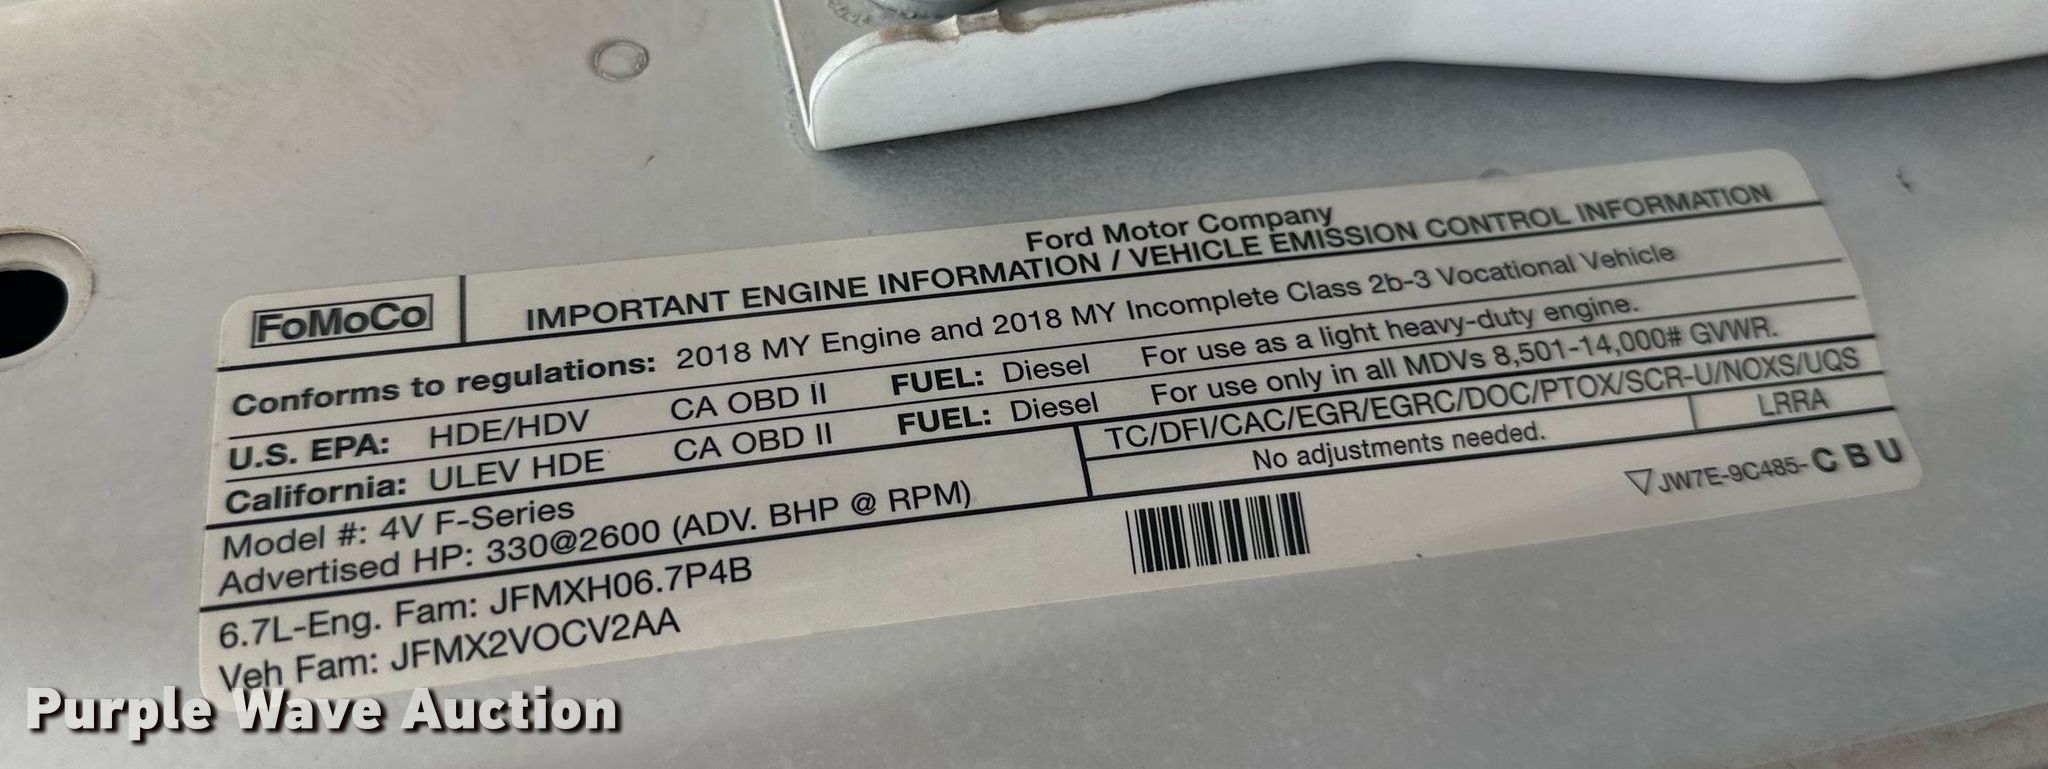 FoMoCo
Ford Motor Company
IMPORTANT ENGINE INFORMATION / VEHICLE EMISSION CONTROL INFORMATION
Conforms to regulations: 2018 MY Engine and 2018 MY Incomplete Class 2b-3 Vocational Vehicle
U.S. EPA: HDE/HDV CA OBD II FUEL: Diesel For use as a light heavy-duty engine.
California: ULEV HDE CA OBD II FUEL: Diesel For use only in all MDVs 8,501-14,000# GVWR.
Model #: 4V F-Series TC/DFI/CAC/EGR/EGRC/DOC/PTOX/SCR-U/NOXS/UQS
Advertised HP: 330@2600 (ADV. BHP @ RPM) No adjustments needed. LRRA
6.7L-Eng. Fam: JFMXH06.7P4B
Veh Fam: JFMX2VOCV2AA
▽JW7E-9C485-CBU
Purple Wave Auction